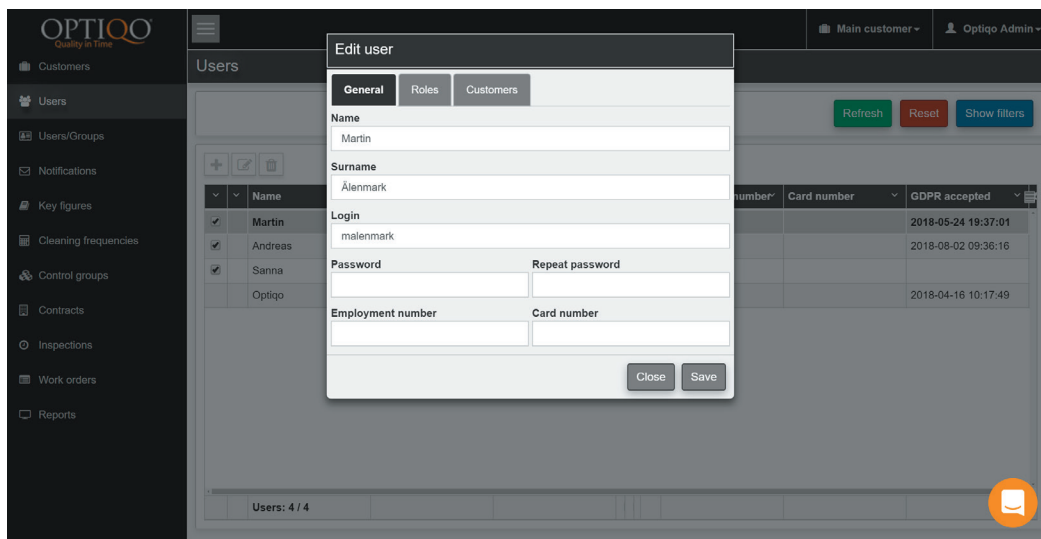 OPTIQO
Quality in Time
Main customer
Optiqo Admin
Customers
Users
Users/Groups
Notifications
Key figures
Cleaning frequencies
Control groups
Contracts
Inspections
Work orders
Reports
Users
Refresh
Reset
Show filters
Name
number
Card number
GDPR accepted
Martin
2018-05-24 19:37:01
Andreas
2018-08-02 09:36:16
Sanna
Optiqo
2018-04-16 10:17:49
Users: 4 / 4
Edit user
General
Roles
Customers
Name
Martin
Surname
Älenmark
Login
malenmark
Password
Repeat password
Employment number
Card number
Close
Save